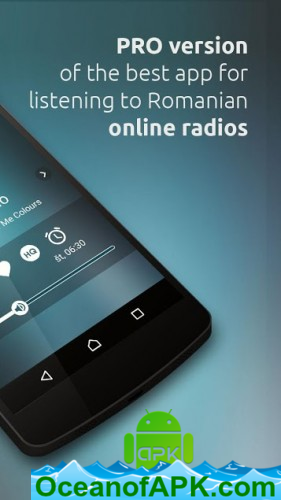 PRO version
of the best app for
listening to Romanian
online radios
Me Colours
HQ
št, 06:30
APK
OceanofAPK.com